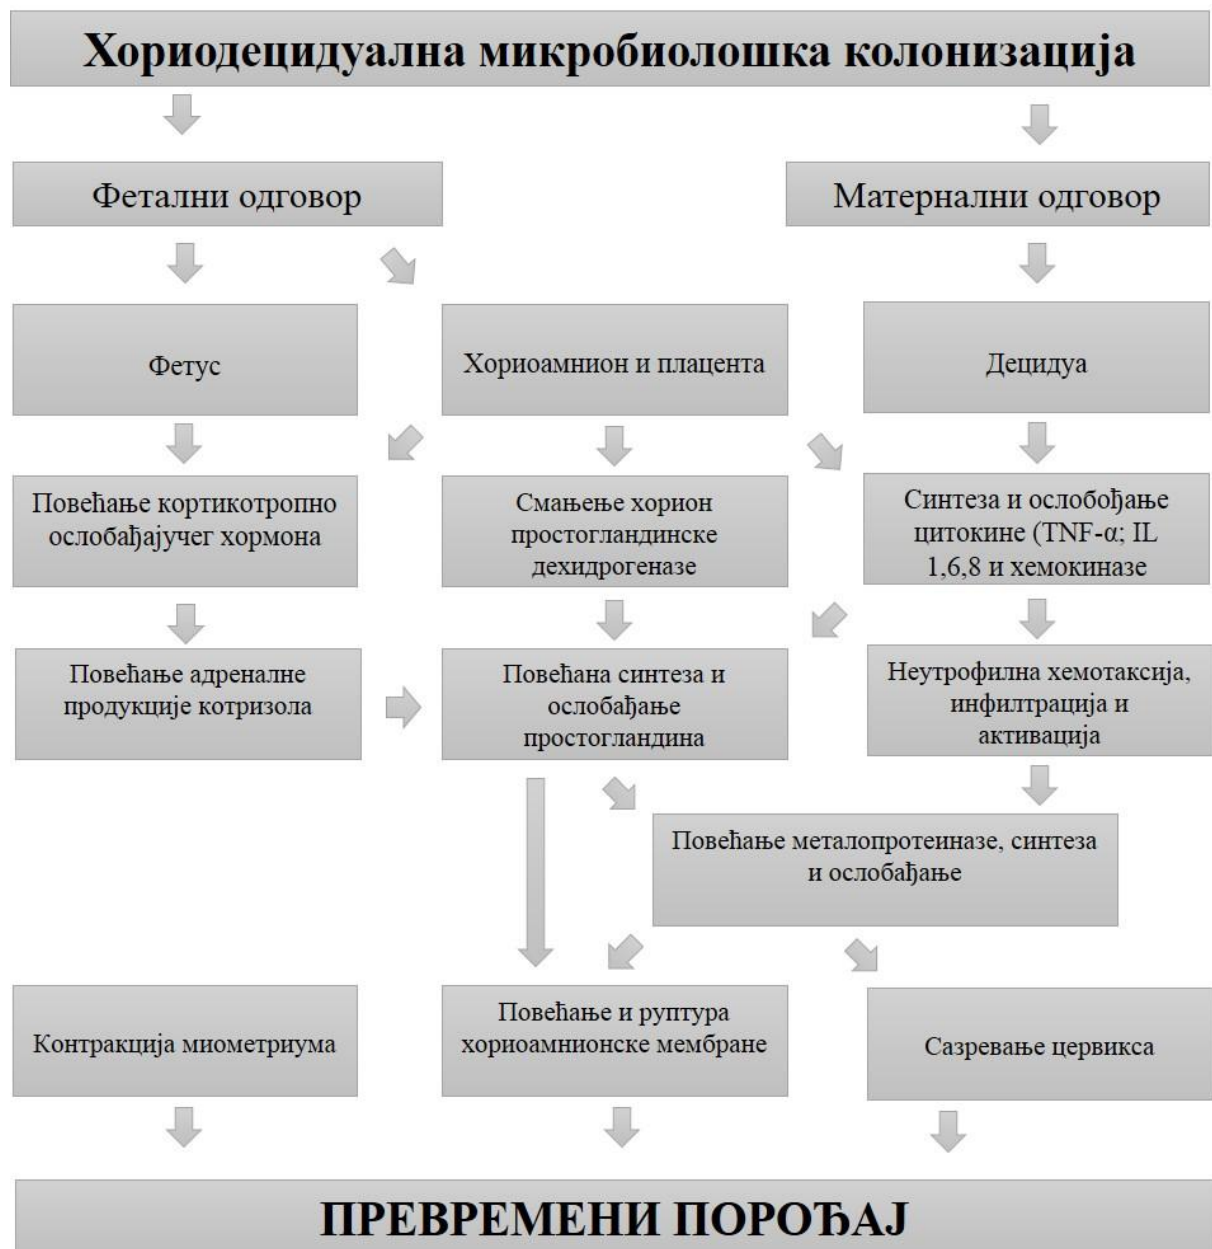 Хориодецидуална микробиолошка колонизација
Фетални одговор
Матернални одговор
Фетус
Хориоамнион и плацента
Децидуа
Повећање кортикотропно
ослобађајучег хормона
Смањење хорион
простогландинске
дехидрогеназе
Синтеза и ослобођање
цитокине (TNF-α; IL
1,6,8 и хемокиназе
Повећање адреналне
продукције котризола
Повећана синтеза и
ослобађање
простогландина
Неутрофилна хемотаксија,
инфилтрација и
активација
Повећање металопротеиназе, синтеза
и ослобађање
Контракција миометриума
Повећање и руптура
хориоамнионске мембране
Сазревање цервикса
ПРЕВРЕМЕНИ ПОРОЂАЈ